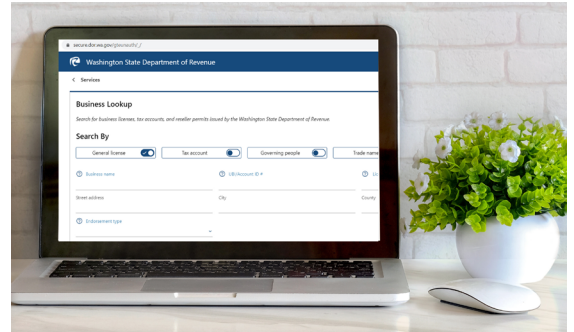 secure.dor.wa.gov/gteunauth/_/
Washington State Department of Revenue
< Services
Business Lookup
Search for business licenses, tax accounts, and reseller permits issued by the Washington State Department of Revenue.
Search By
General license
Tax account
Governing people
Trade name
Business name
UBI/Account ID #
Street address
City
County
Endorsement type